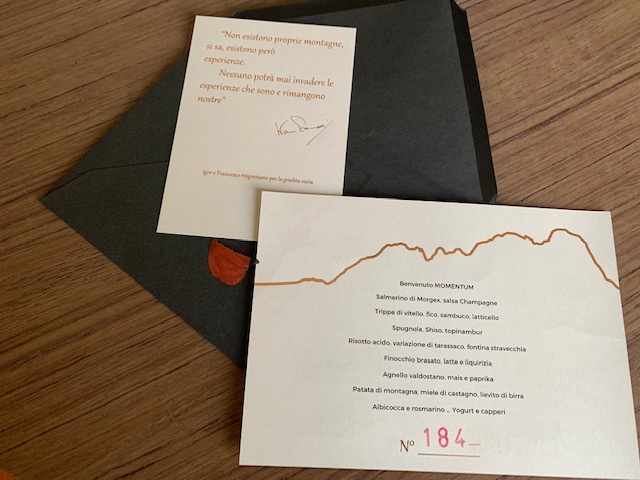 "Non esistono proprie montagne,
si sa, esistono però
esperienze.
Nessuno potrà mai invadere le
esperienze che sono e rimangono
nostre"
Igor e Francesco ringraziano per la gradita visita
Benvenuto MOMENTUM
Salmerino di Morgex, salsa Champagne
Trippa di vitello, fico, sambuco, latticello
Spugnola, Shiso, topinambur
Risotto acido, variazione di tarassaco, fontina stravecchia
Finocchio brasato, latte e liquirizia
Agnello valdostano, mais e paprika
Patata di montagna, miele di castagno, lievito di birra
Albicocca e rosmarino ... Yogurt e capperi
Nº 184